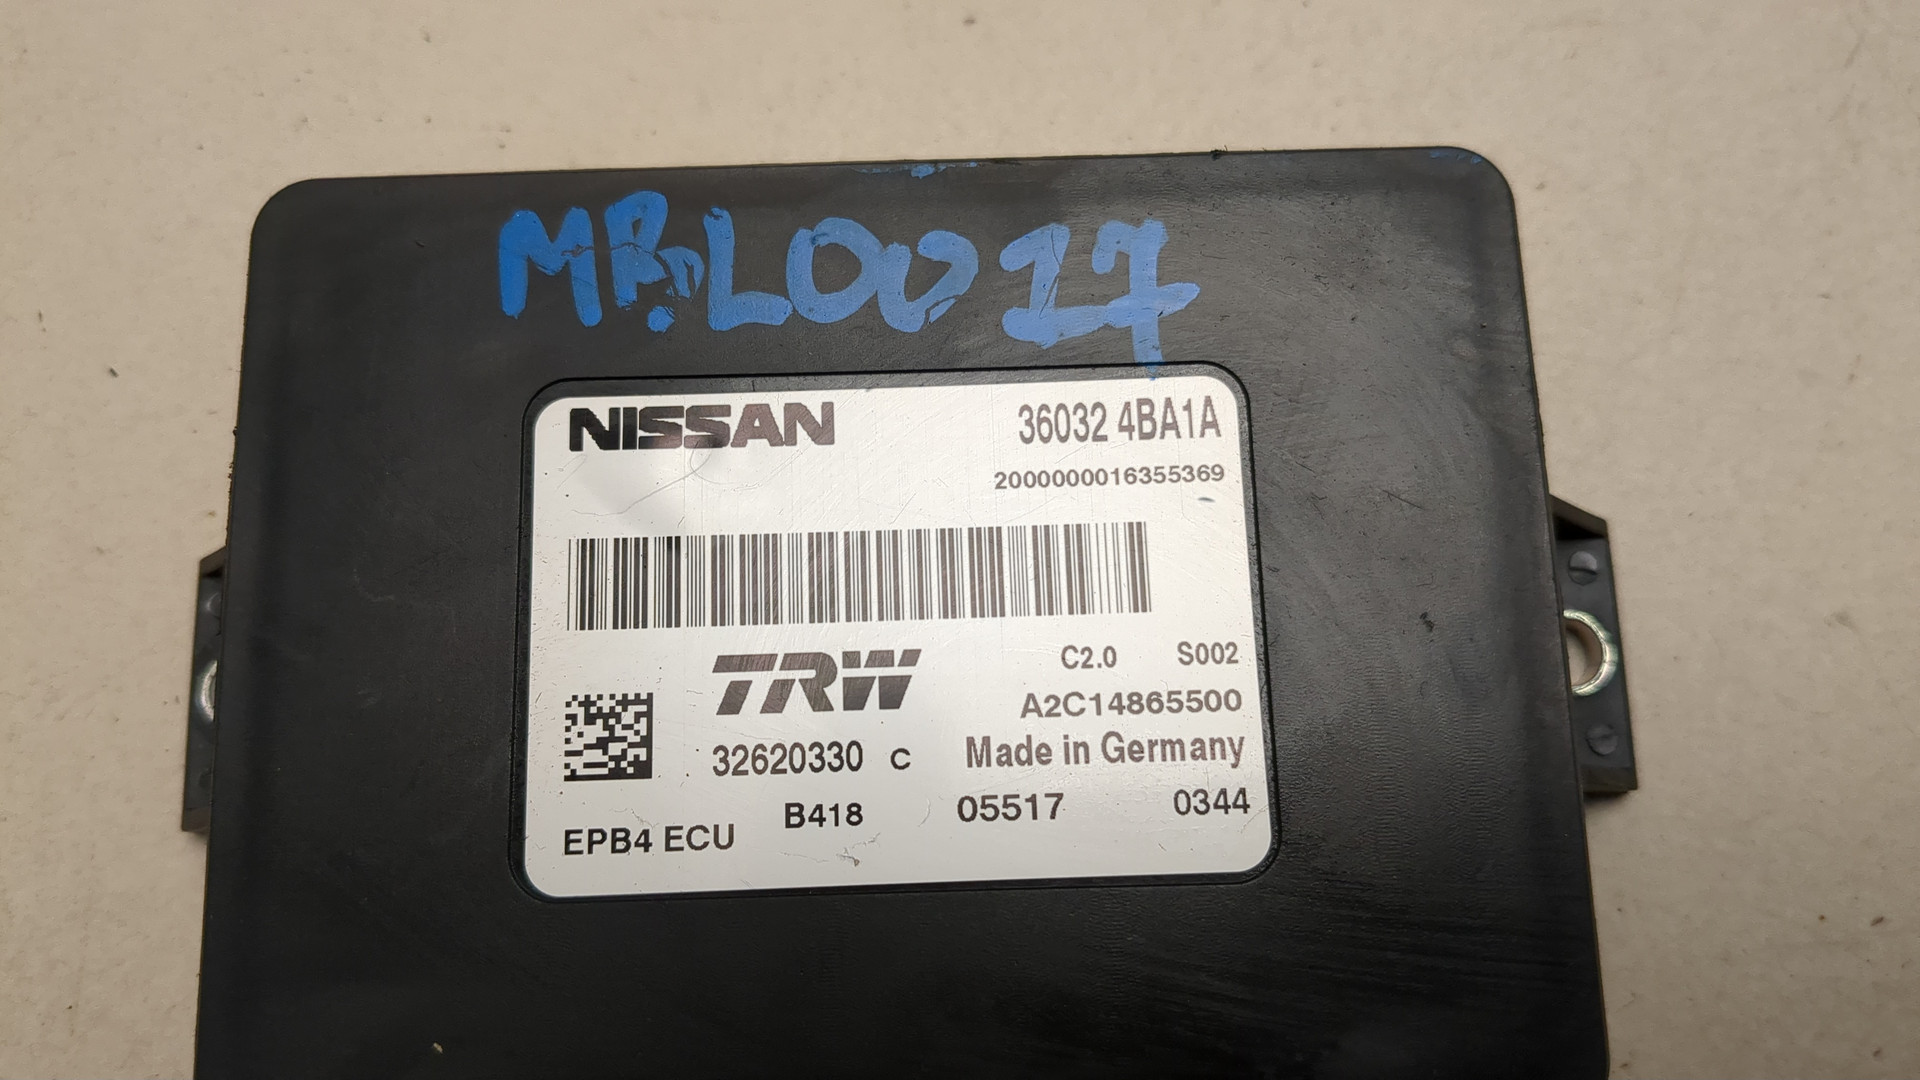 MR.LOU 17
NISSAN 36032 4BA1A
2000000016355369
C2.0 S002
TRW A2C14865500
32620330 C Made in Germany
B418 05517 0344
EPB4 ECU